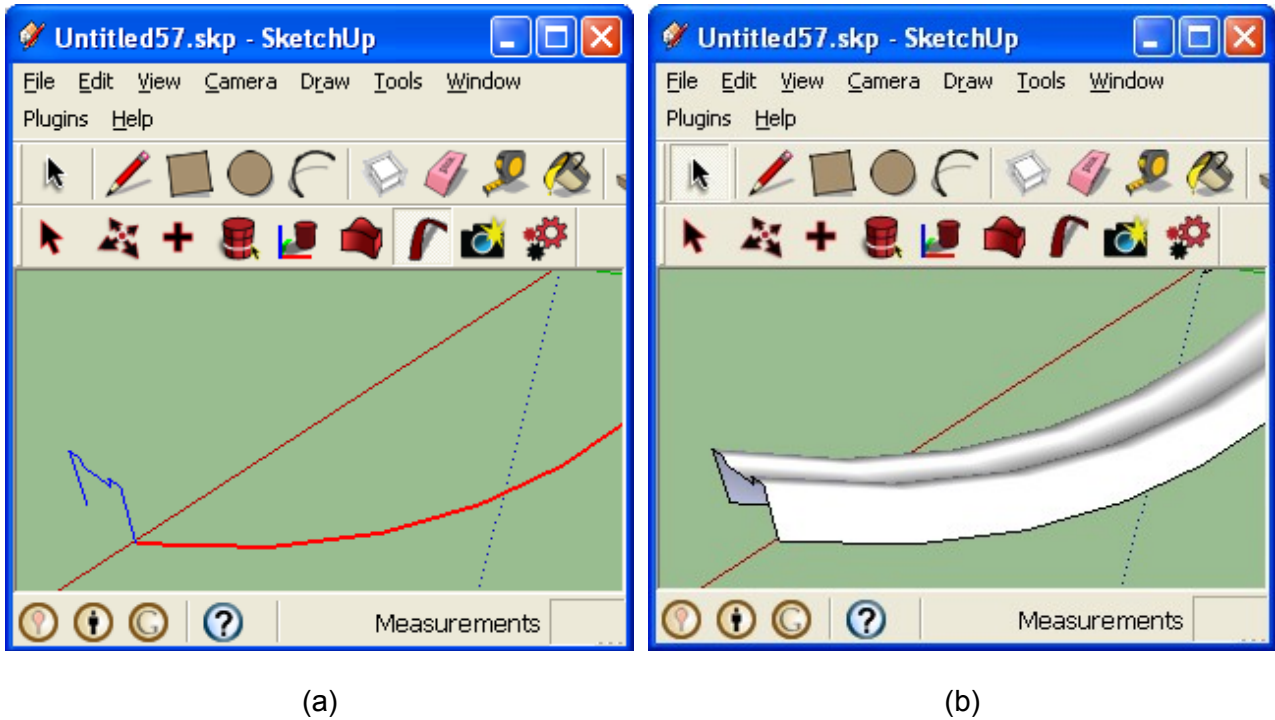 Untitled57.skp - SketchUp
File Edit View Camera Draw Tools Window
Plugins Help
Measurements
(a)
Untitled57.skp - SketchUp
File Edit View Camera Draw Tools Window
Plugins Help
Measurements
(b)